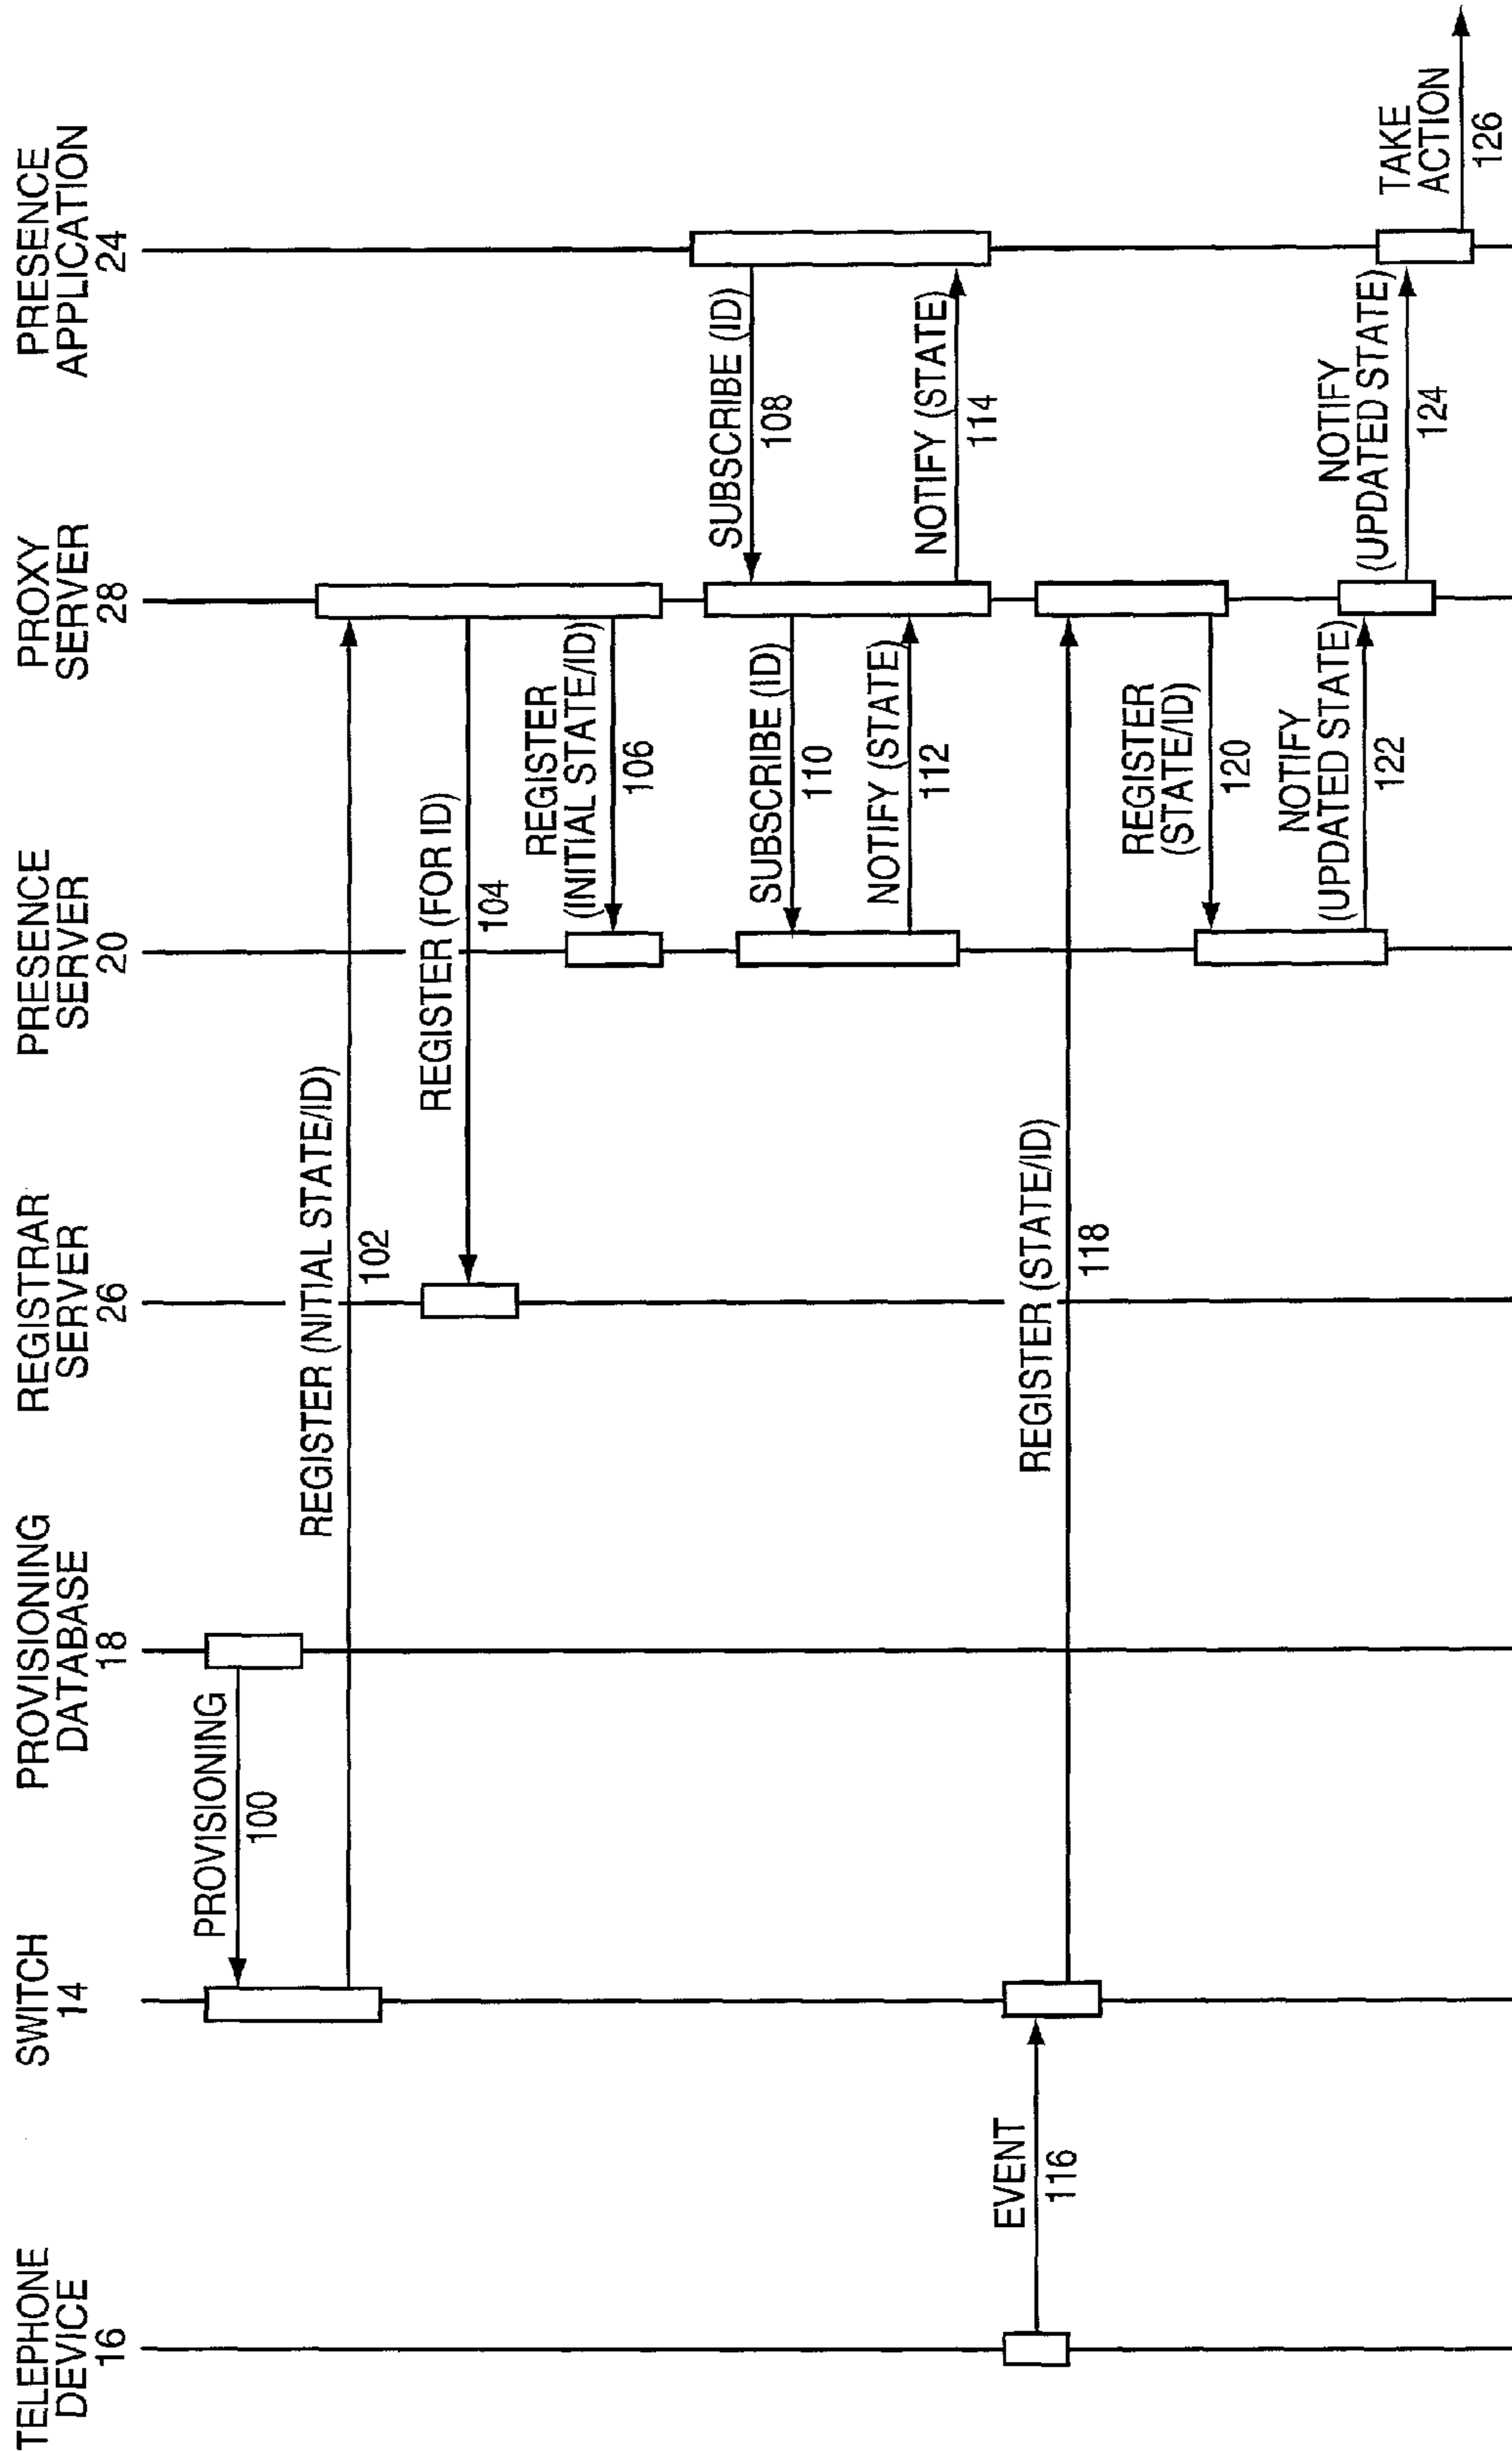 TELEPHONE
DEVICE
16
SWITCH
14
PROVISIONING
DATABASE
18
REGISTRAR
SERVER
26
PRESENCE
SERVER
20
PROXY
SERVER
28
PRESENCE
APPLICATION
24
PROVISIONING
100
REGISTER (NITIAL STATE/ID)
102
REGISTER (FOR ID)
104
REGISTER
(INITIAL STATE/ID)
106
SUBSCRIBE (ID)
108
SUBSCRIBE (ID)
110
NOTIFY (STATE)
112
NOTIFY (STATE)
114
EVENT
116
REGISTER (STATE/ID)
118
REGISTER
(STATE/ID)
120
NOTIFY
(UPDATED STATE)
122
NOTIFY
(UPDATED STATE)
124
TAKE
ACTION
126